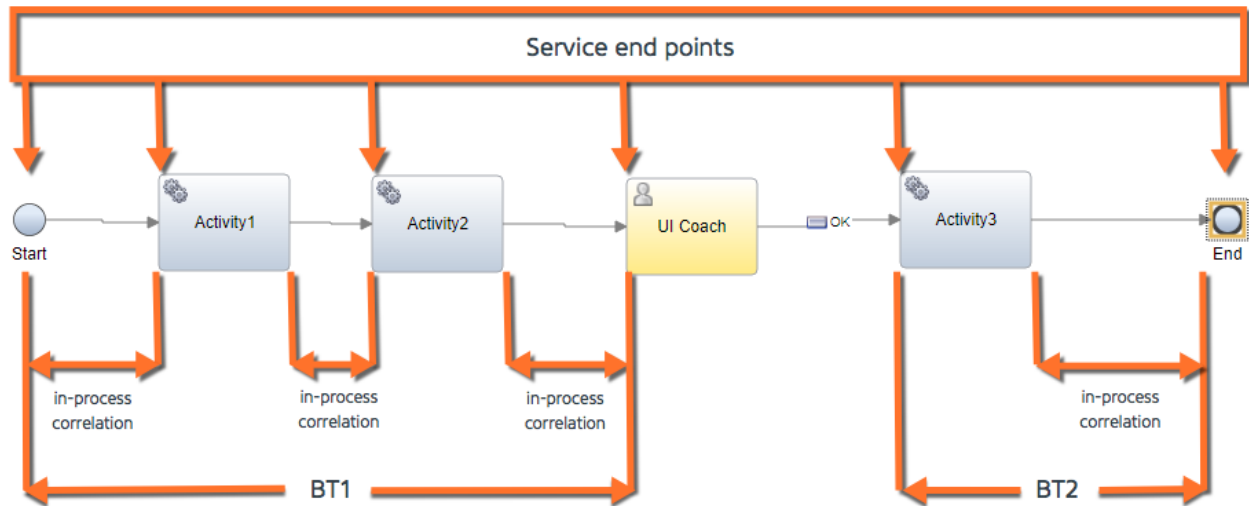 Service end points
Activity1
Activity2
UI Coach
OK
Activity3
Start
End
in-process
correlation
in-process
correlation
in-process
correlation
in-process
correlation
BT1
BT2